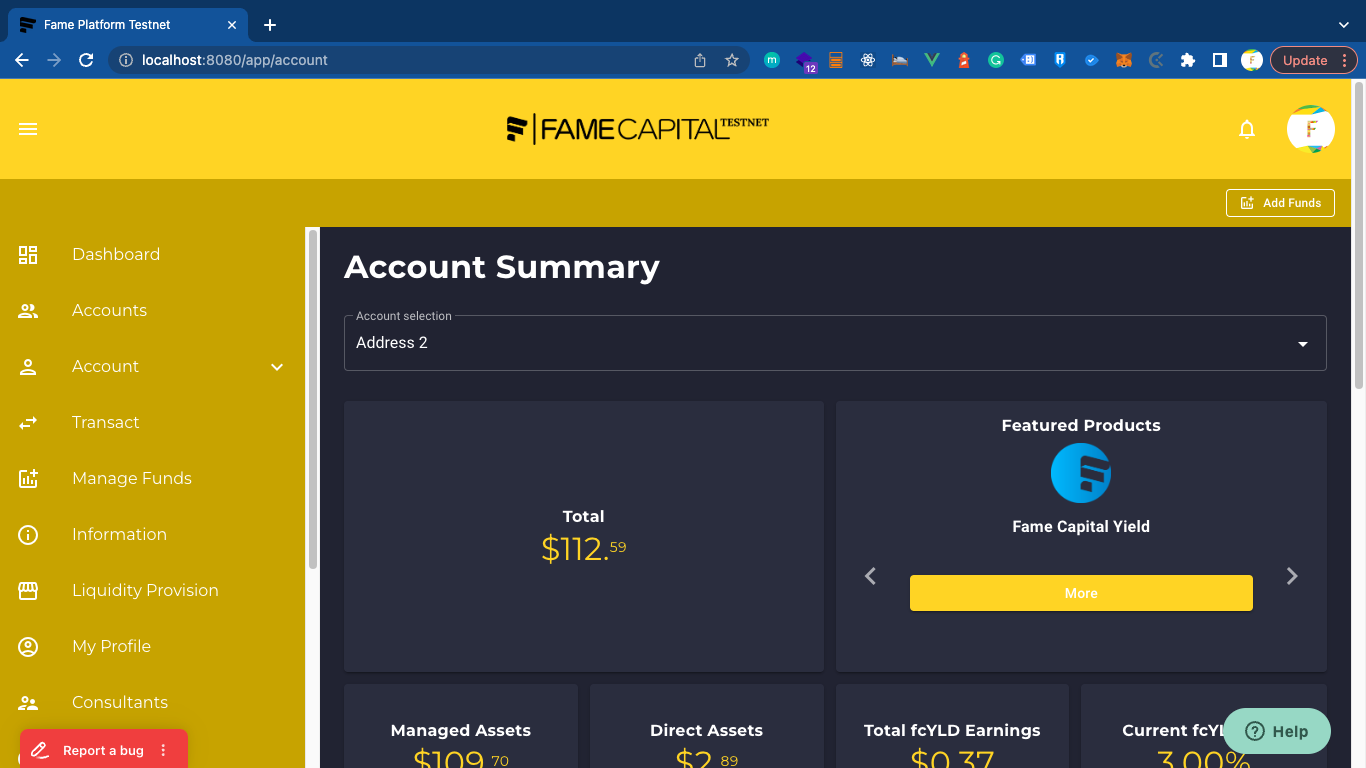 Fame Platform Testnet
localhost:8080/app/account
12
Update
FAME CAPITAL TESTNET
F
Add Funds
Dashboard
Accounts
Account
Transact
Manage Funds
Information
Liquidity Provision
My Profile
Consultants
Report a bug
Account Summary
Account selection
Address 2
Total
$112.59
Featured Products
Fame Capital Yield
More
Managed Assets
$109.70
Direct Assets
$2.89
Total fcYLD Earnings
$0.37
Current fcYL
3.00%
Help